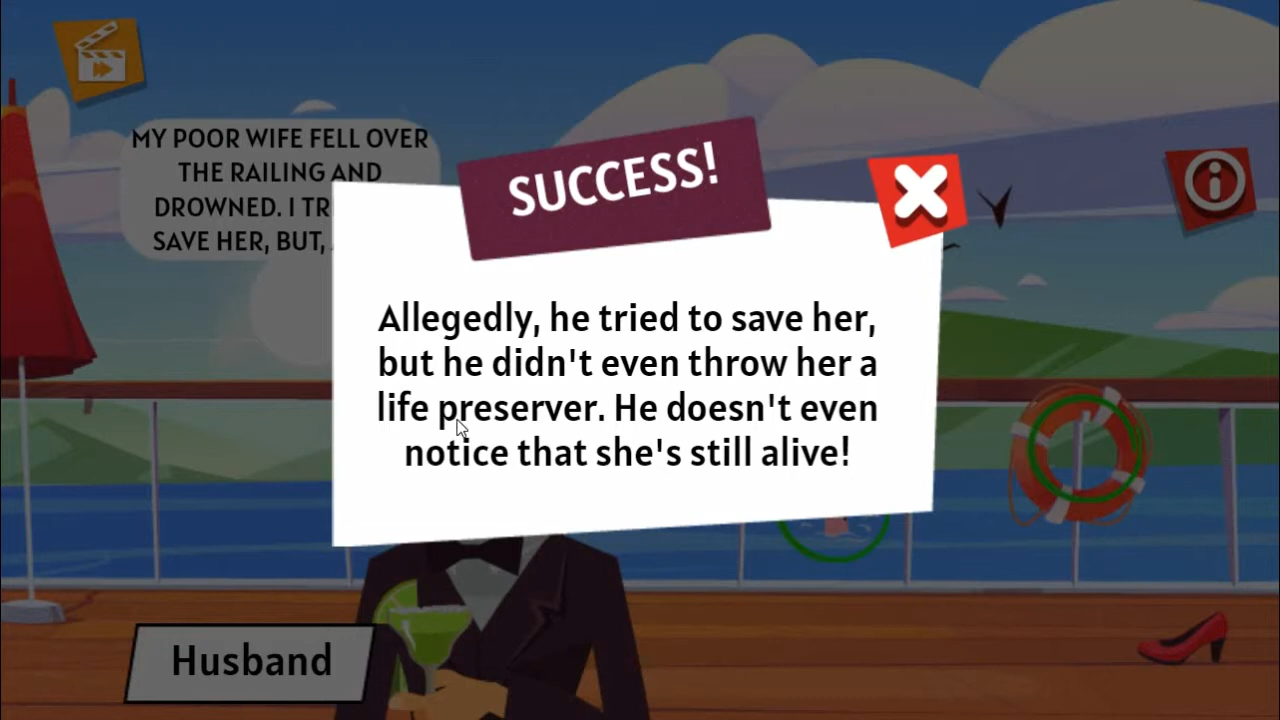 MY POOR WIFE FELL OVER
THE RAILING AND
DROWNED. I TR
SAVE HER, BUT,
SUCCESS!
Allegedly, he tried to save her,
but he didn't even throw her a
life preserver. He doesn't even
notice that she's still alive!
Husband